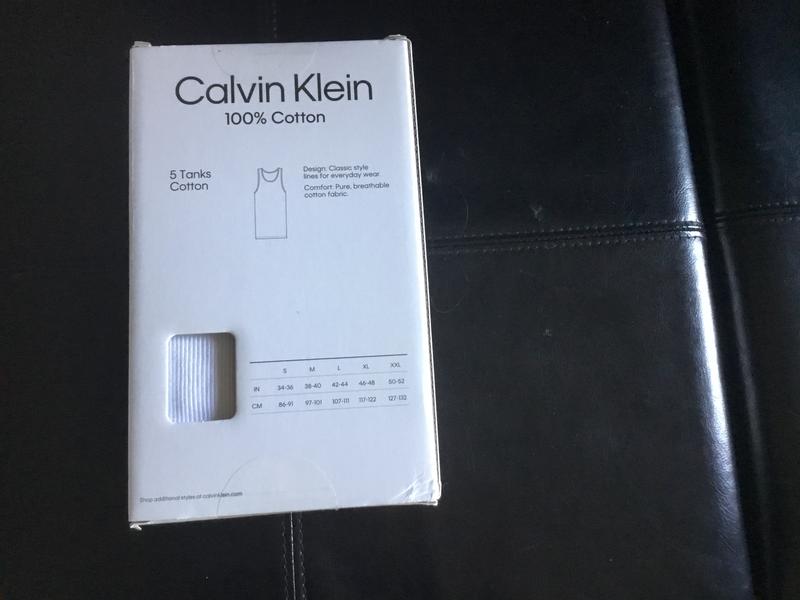 Calvin Klein
100% Cotton
5 Tanks
Cotton
Design: Classic style
lines for everyday wear.
Comfort: Pure, breathable
cotton fabric.
S M L XL XXL
IN 34-36 38-40 42-44 46-48 50-52
CM 86-91 97-101 107-111 117-122 127-132
Shop additional styles at calvinklein.com